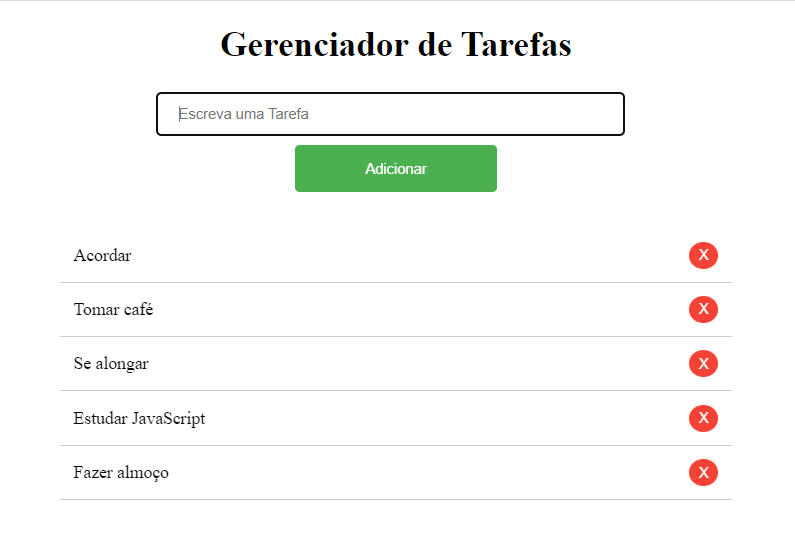 Gerenciador de Tarefas
Escreva uma Tarefa
Adicionar
Acordar X
Tomar café X
Se alongar X
Estudar JavaScript X
Fazer almoço X